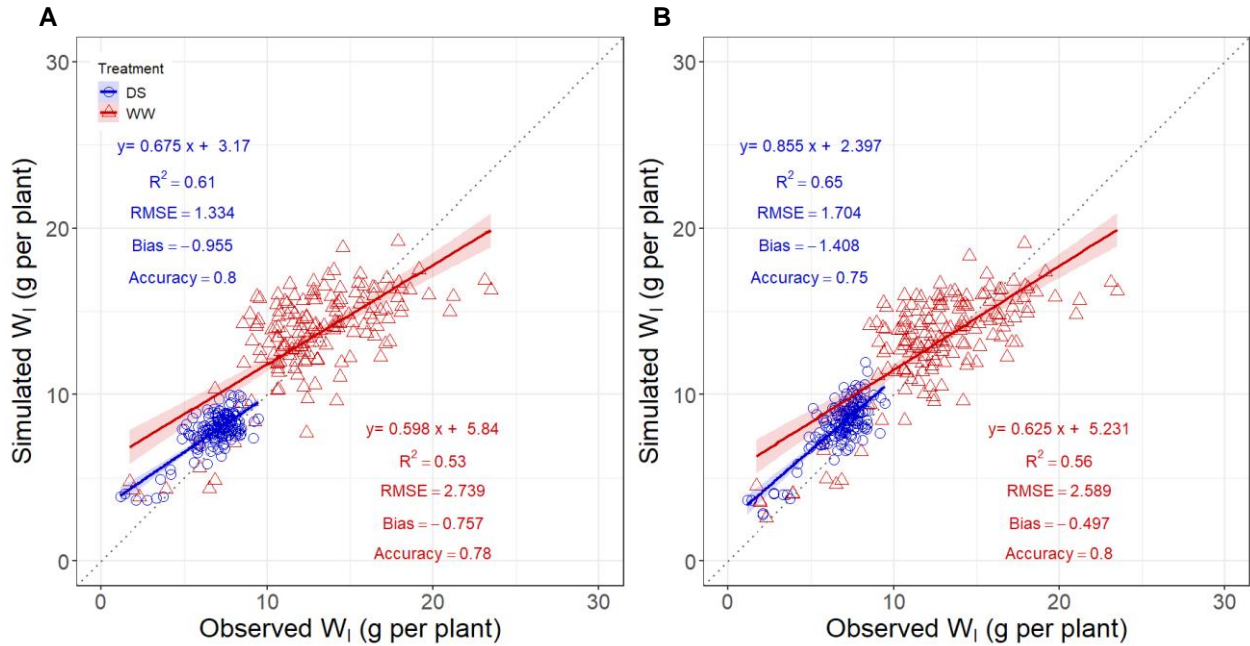 A
30
20
10
0
0
10
20
30
Simulated W_l (g per plant)
Observed W_l (g per plant)
Treatment
DS
WW
y= 0.675 x + 3.17
R² = 0.61
RMSE = 1.334
Bias = −0.955
Accuracy = 0.8
y= 0.598 x + 5.84
R² = 0.53
RMSE = 2.739
Bias = −0.757
Accuracy = 0.78
B
30
20
10
0
0
10
20
30
Simulated W_l (g per plant)
Observed W_l (g per plant)
y= 0.855 x + 2.397
R² = 0.65
RMSE = 1.704
Bias = −1.408
Accuracy = 0.75
y= 0.625 x + 5.231
R² = 0.56
RMSE = 2.589
Bias = −0.497
Accuracy = 0.8